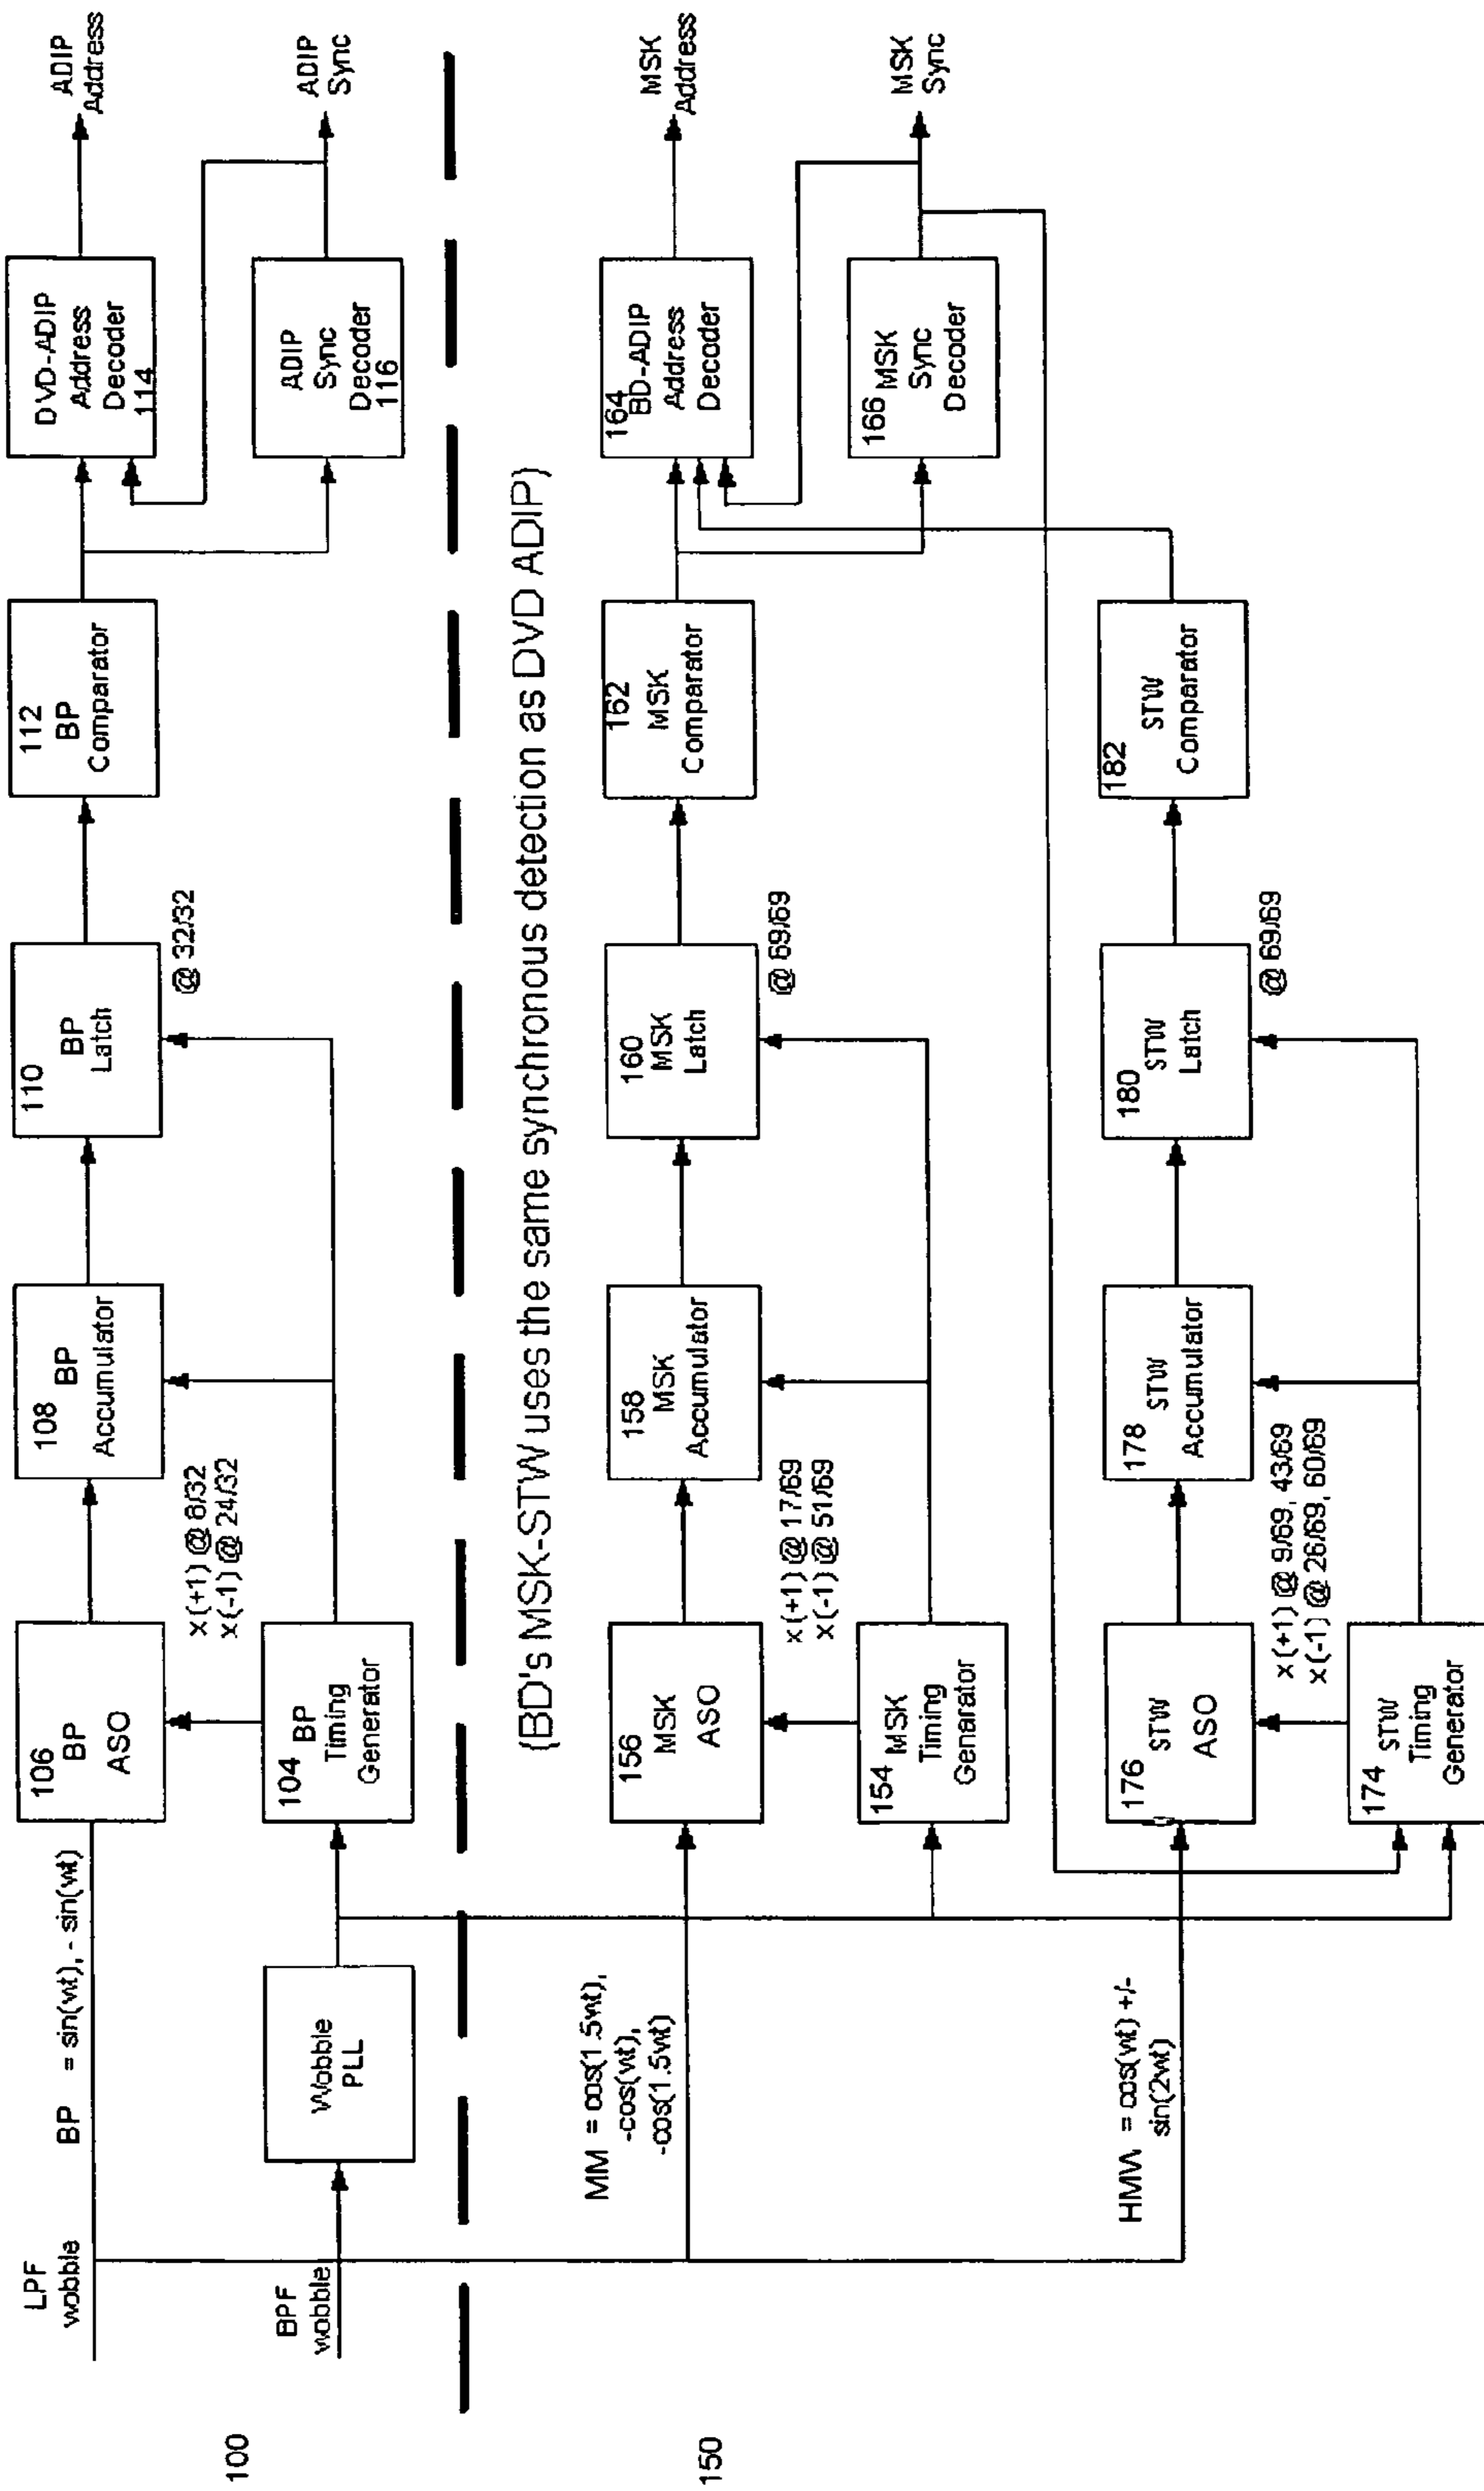 100
LPF
wobble
BP = sin(wt), - sin(wt)
106
BP
ASO
x(+1) @ 8/32
x(-1) @ 24/32
108 BP
Accumulator
110
BP
Latch
@ 32/32
112
BP
Comparator
DVD-ADIP
Address
Decoder
114
ADIP
Address
BPF
wobble
Wobble
PLL
104 BP
Timing
Generator
ADIP
Sync
Decoder
116
ADIP
Sync
(BD's MSK-STW uses the same synchronous detection as DVD ADIP)
150
MM = cos(1.5wt),
-cos(wt),
-cos(1.5wt)
156
MSK
ASO
x(+1) @ 17/69
x(-1) @ 51/69
158 MSK
Accumulator
160
MSK
Latch
@ 69/69
162
MSK
Comparator
164
BD-ADIP
Address
Decoder
MSK
Address
154 MSK
Timing
Genarator
166 MSK
Sync
Decoder
MSK
Sync
HMW = cos(wt) +/-
sin(2wt)
176
STW
ASO
x(+1) @ 9/69, 43/69
x(-1) @ 26/69, 60/69
178 STW
Accumulator
180
STW
Latch
@ 69/69
182
STW
Comparator
174 STW
Timing
Generator